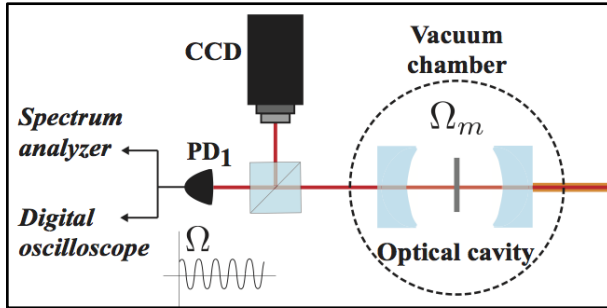 CCD
Vacuum
chamber
Spectrum
analyzer
PD1
Ωm
Digital
oscilloscope
Ω
Optical cavity